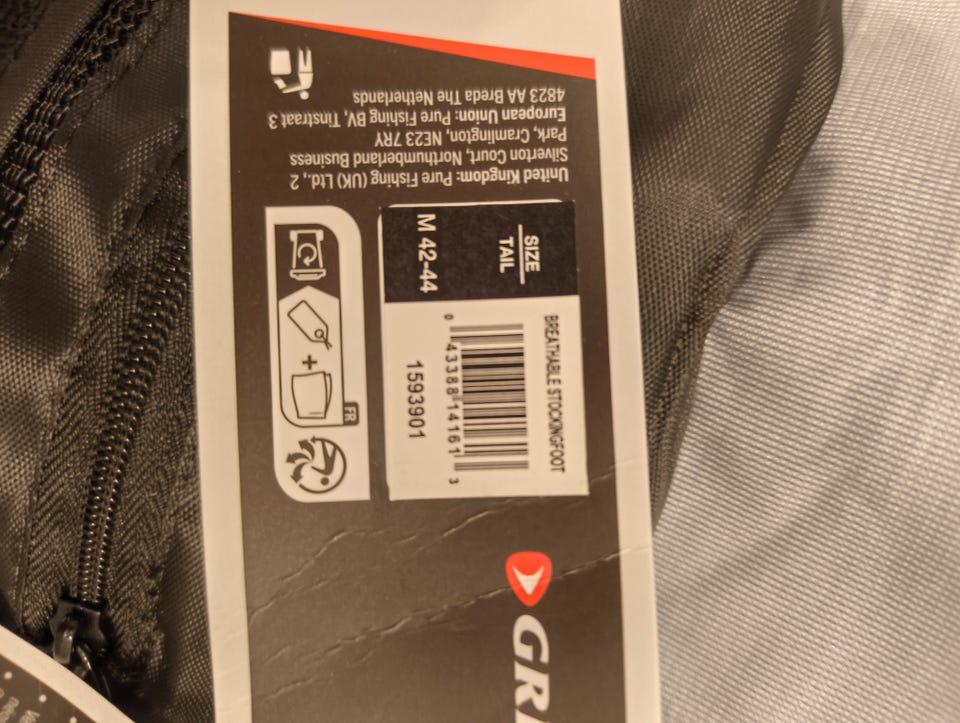 United Kingdom: Pure Fishing (UK) Ltd., 2
Silverton Court, Northumberland Business
Park, Cramlington, NE23 7RY
European Union: Pure Fishing BV, Tinstraat 3
4823 AA Breda The Netherlands
BREATHABLE STOCKINGFOOT
SIZE
TAIL
M 42-44
0 43388 14161 3
1593901
FR
+
GR